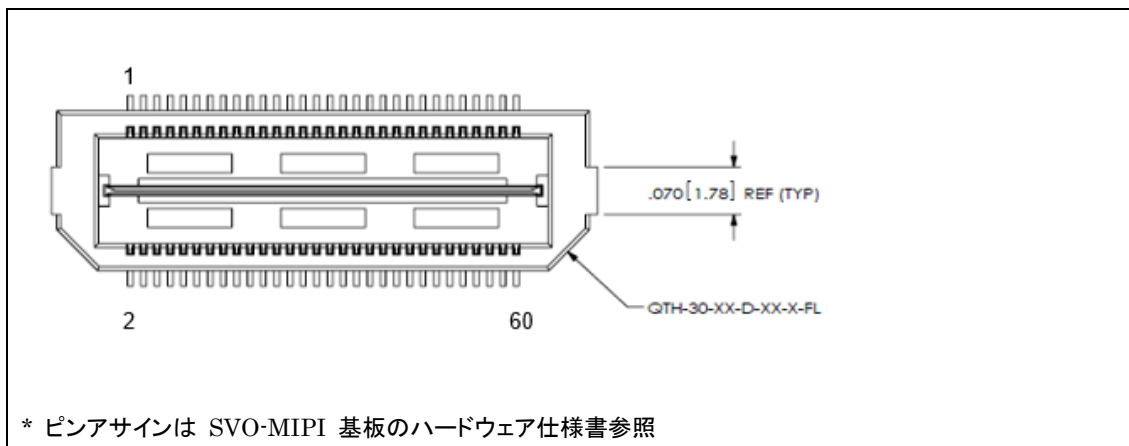 1
.070[1.78] REF (TYP)
QTH-30-XX-D-XX-X-FL
2
60
* ピンアサインは SVO-MIPI 基板のハードウェア仕様書参照